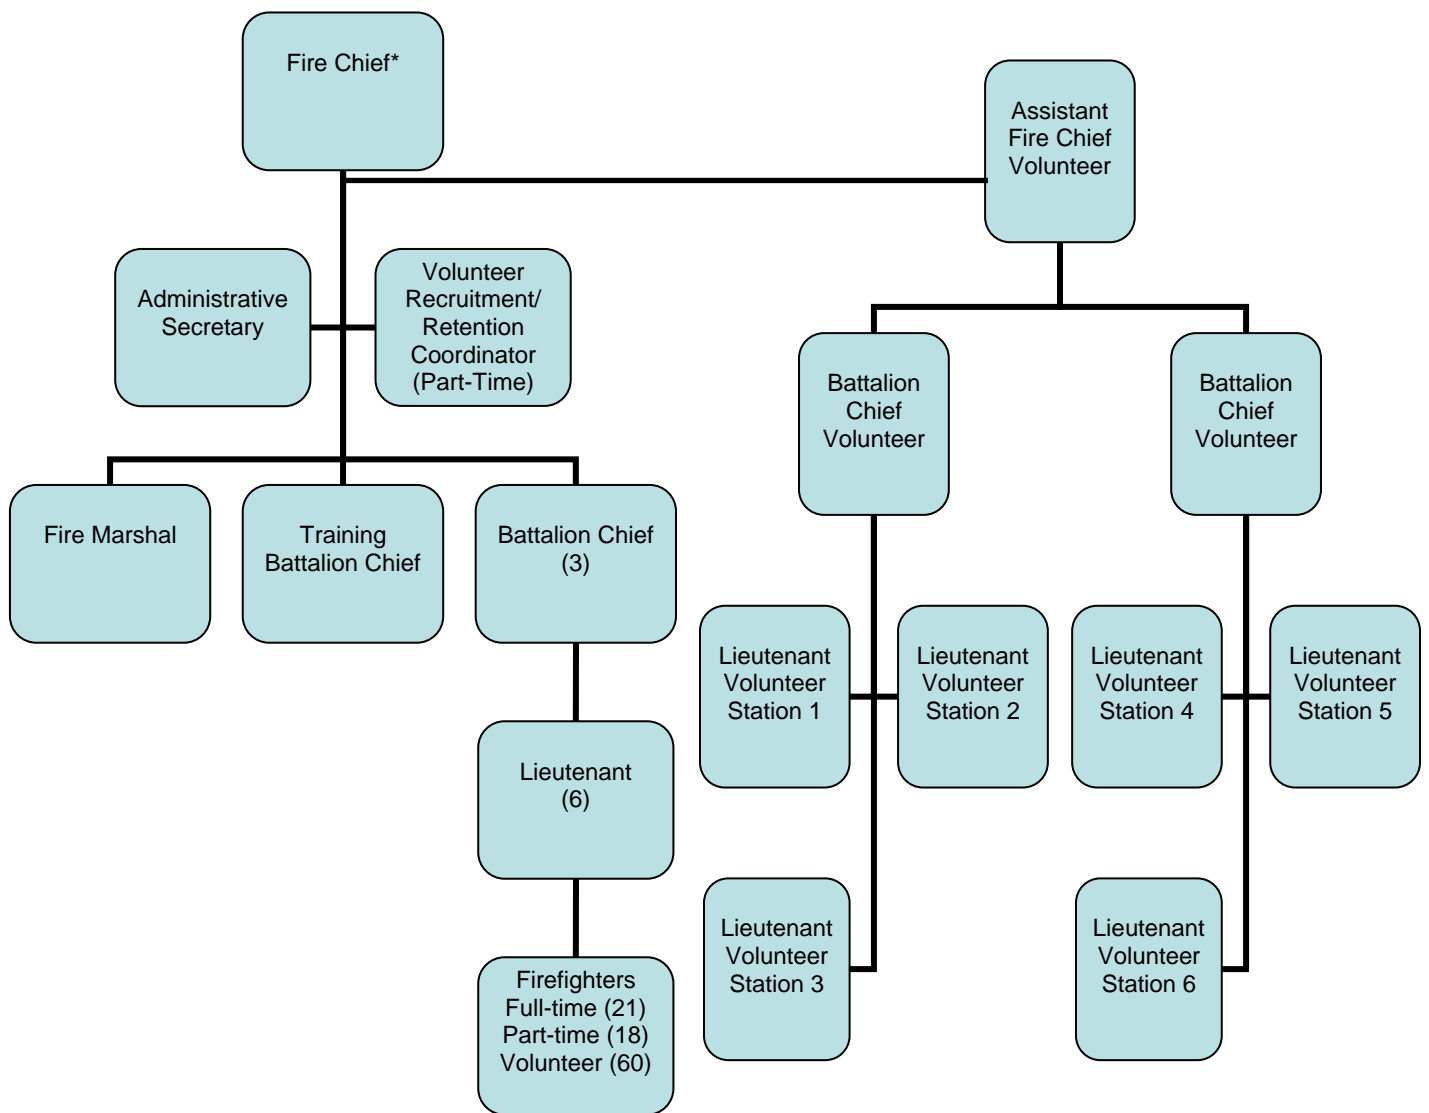 Fire Chief*
Assistant
Fire Chief
Volunteer
Administrative
Secretary
Volunteer
Recruitment/
Retention
Coordinator
(Part-Time)
Battalion
Chief
Volunteer
Battalion
Chief
Volunteer
Fire Marshal
Training
Battalion Chief
Battalion Chief
(3)
Lieutenant
Volunteer
Station 1
Lieutenant
Volunteer
Station 2
Lieutenant
Volunteer
Station 4
Lieutenant
Volunteer
Station 5
Lieutenant
(6)
Lieutenant
Volunteer
Station 3
Lieutenant
Volunteer
Station 6
Firefighters
Full-time (21)
Part-time (18)
Volunteer (60)